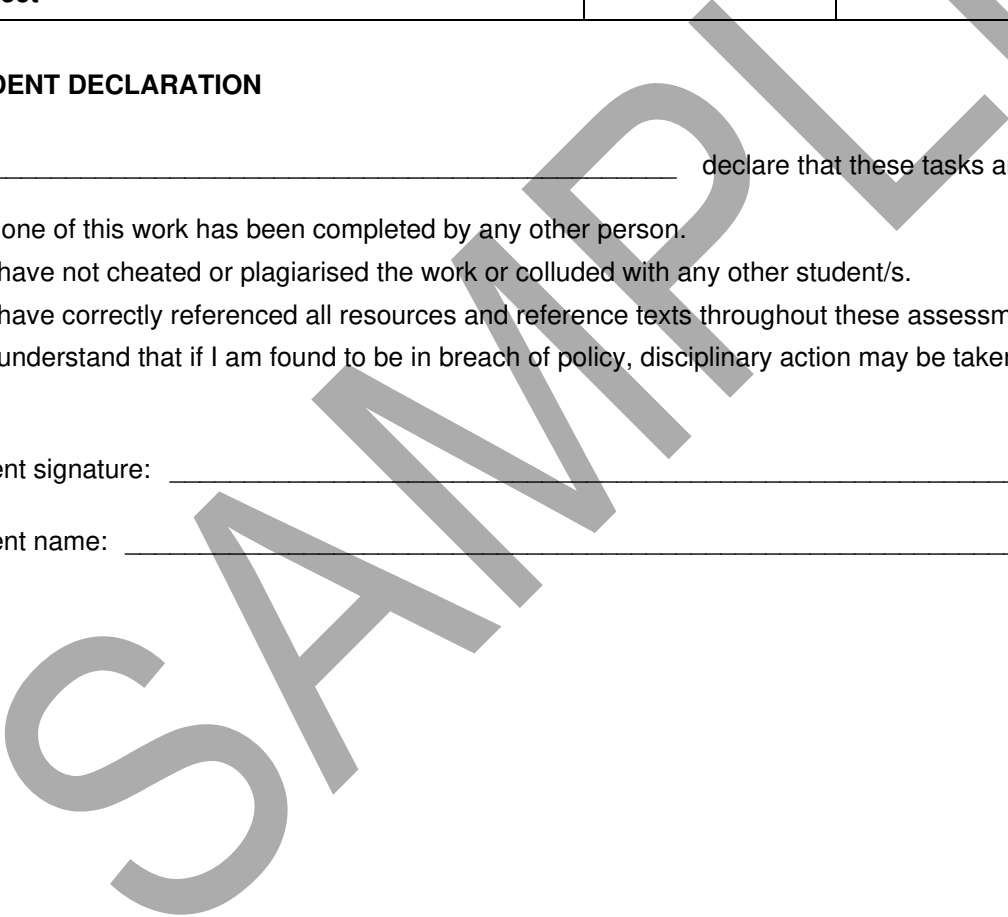 DENT DECLARATION
declare that these tasks a
one of this work has been completed by any other person.
have not cheated or plagiarised the work or colluded with any other student/s.
have correctly referenced all resources and reference texts throughout these assessm
understand that if I am found to be in breach of policy, disciplinary action may be taken
ent signature:
ent name:
SAMPL